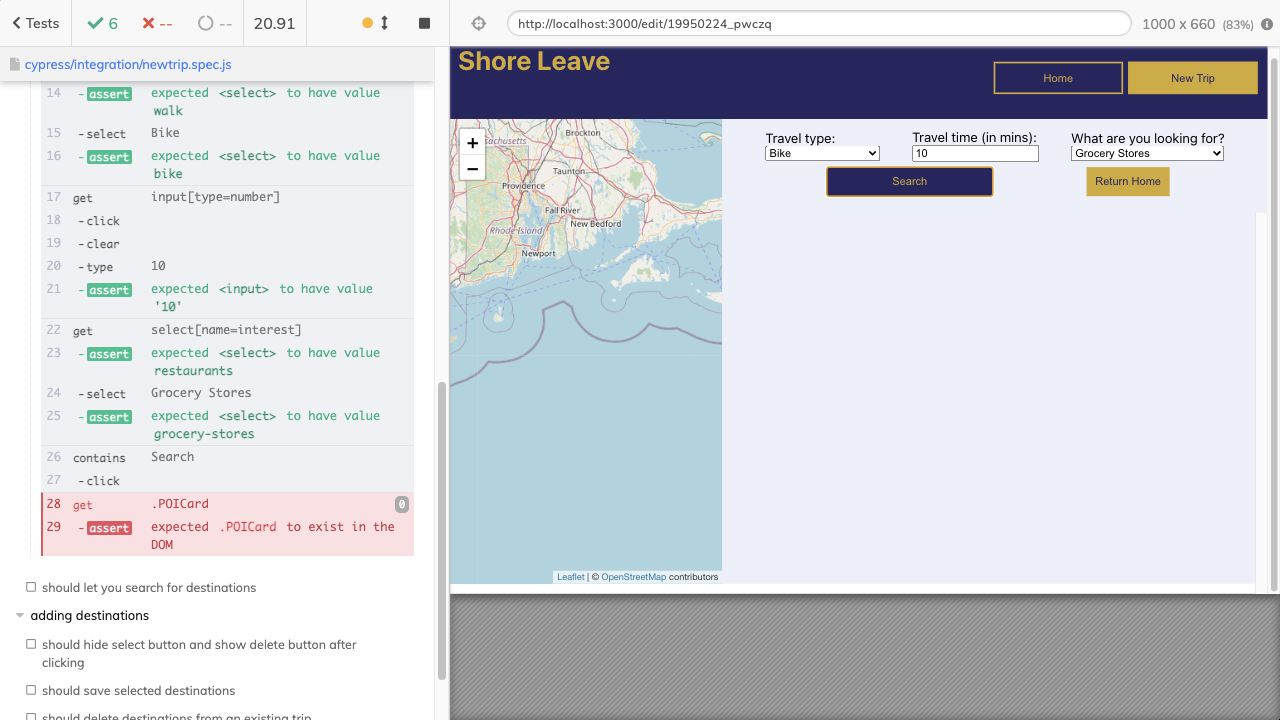 Tests
6
--
--
20.91
http://localhost:3000/edit/19950224_pwczq
1000 x 660 (83%)
cypress/integration/newtrip.spec.js
14 - assert expected <select> to have value
walk
15 - select Bike
16 - assert expected <select> to have value
bike
17 get input[type=number]
18 - click
19 - clear
20 - type 10
21 - assert expected <input> to have value
'10'
22 get select[name=interest]
23 - assert expected <select> to have value
restaurants
24 - select Grocery Stores
25 - assert expected <select> to have value
grocery-stores
26 contains Search
27 - click
28 get .POICard 0
29 - assert expected .POICard to exist in the
DOM
should let you search for destinations
adding destinations
should hide select button and show delete button after
clicking
should save selected destinations
should delete destinations from an existing trip
Shore Leave
Home
New Trip
+
−
Brockton
Taunton
Providence
Fall River
New Bedford
Rhode Island
Newport
Leaflet | © OpenStreetMap contributors
Travel type:
Bike
Travel time (in mins):
10
What are you looking for?
Grocery Stores
Search
Return Home